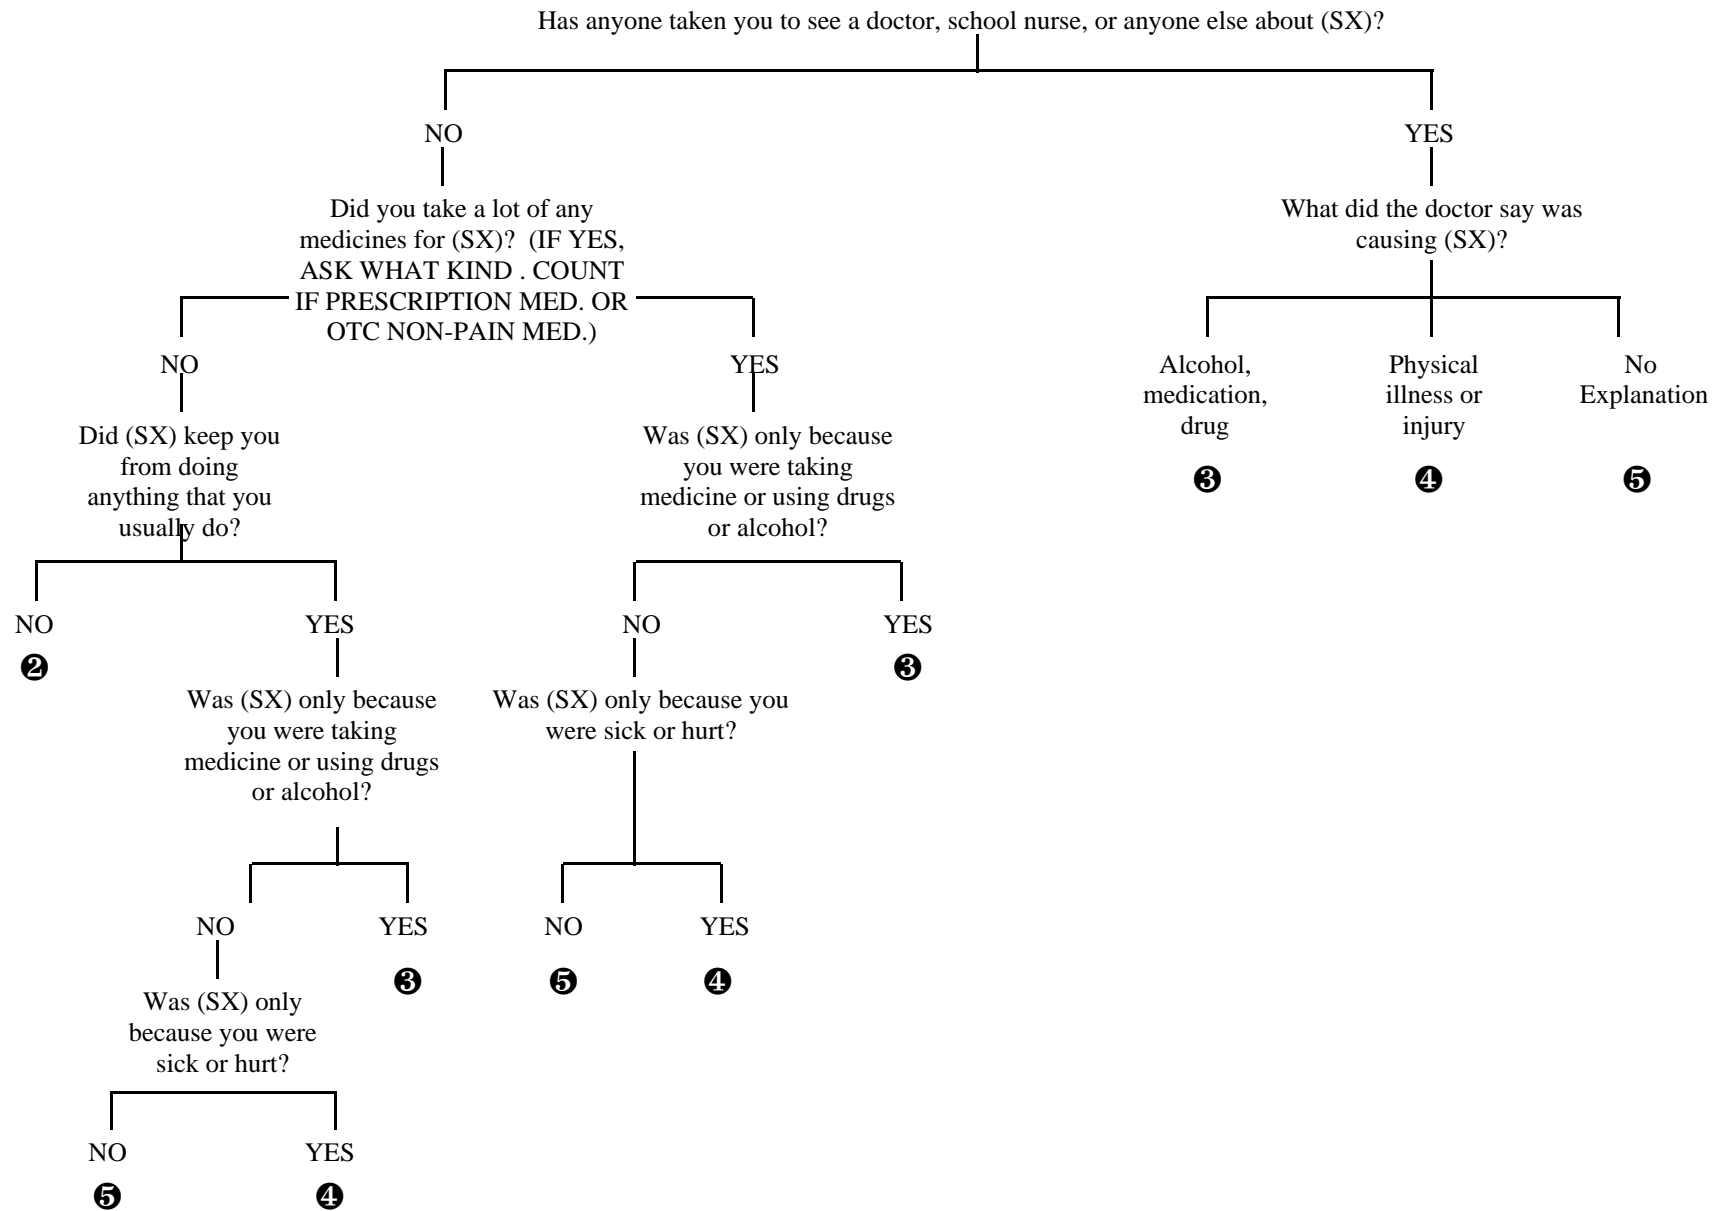 Has anyone taken you to see a doctor, school nurse, or anyone else about (SX)?
NO
YES
Did you take a lot of any
medicines for (SX)?  (IF YES,
ASK WHAT KIND . COUNT
IF PRESCRIPTION MED. OR
OTC NON-PAIN MED.)
What did the doctor say was
causing (SX)?
NO
YES
Alcohol,
medication,
drug
❸
Physical
illness or
injury
❹
No
Explanation
❺
Did (SX) keep you
from doing
anything that you
usually do?
Was (SX) only because
you were taking
medicine or using drugs
or alcohol?
NO
❷
YES
NO
YES
❸
Was (SX) only because
you were taking
medicine or using drugs
or alcohol?
Was (SX) only because you
were sick or hurt?
NO
YES
❸
NO
❺
YES
❹
Was (SX) only
because you were
sick or hurt?
NO
❺
YES
❹